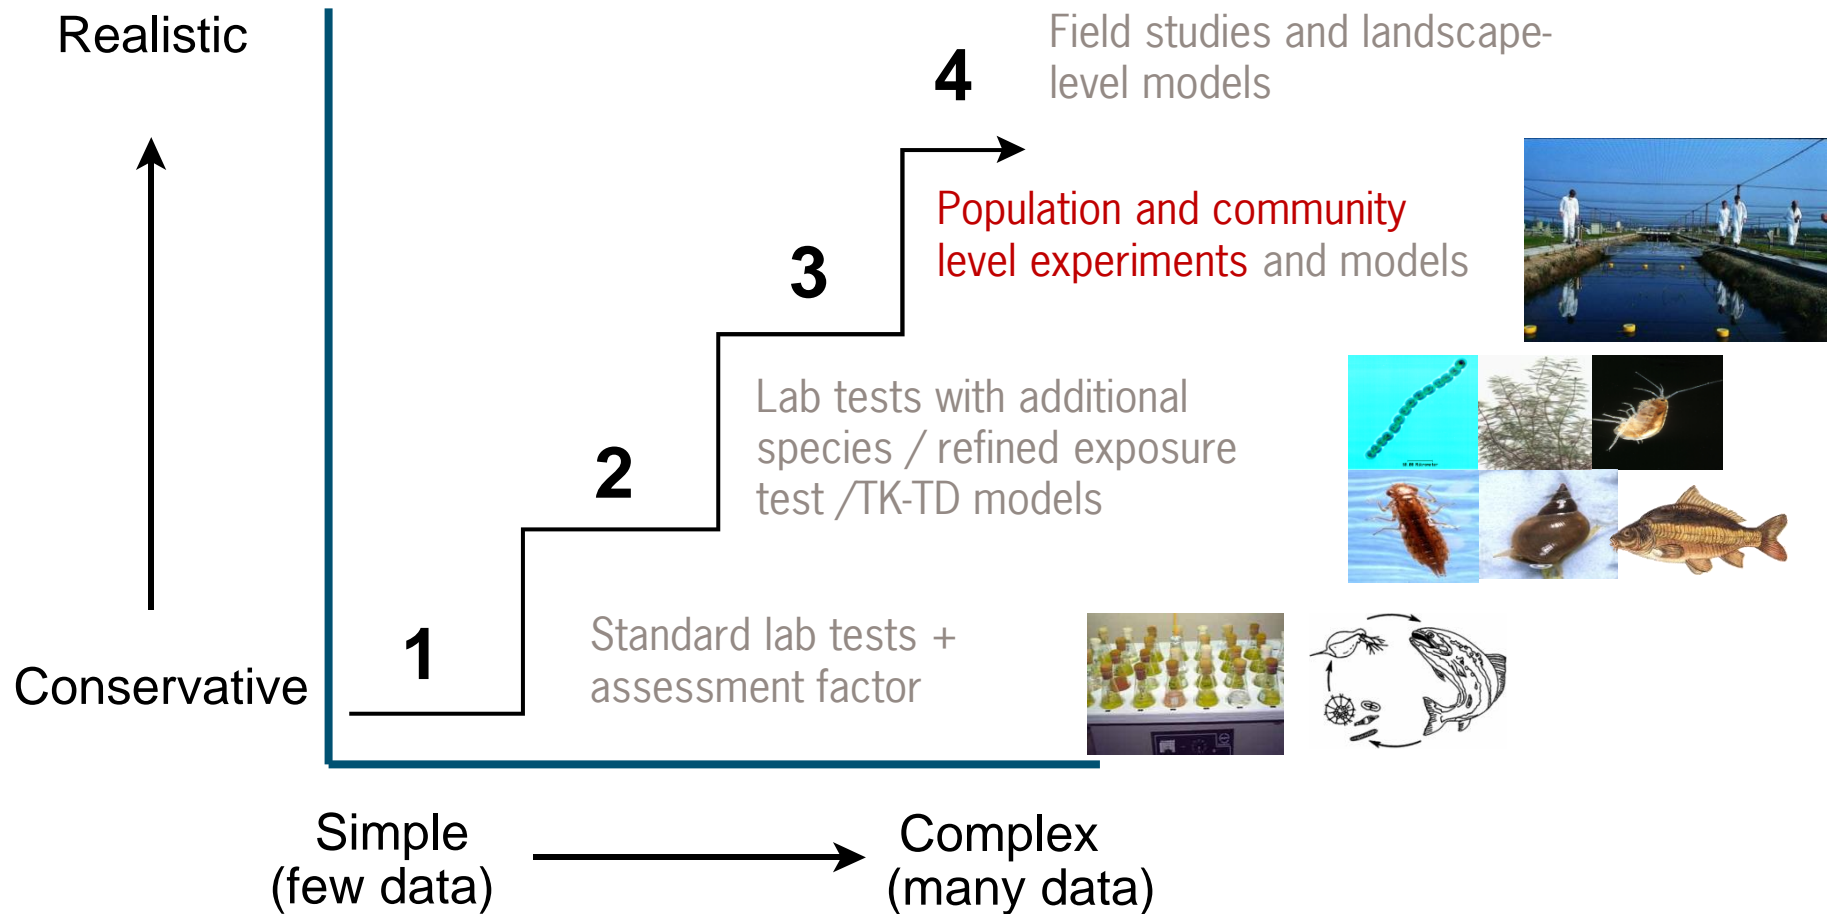 Realistic
4
Field studies and landscape-
level models
Population and community
level experiments and models
3
Lab tests with additional
species / refined exposure
test /TK-TD models
2
Standard lab tests +
assessment factor
1
Conservative
Simple
(few data)
Complex
(many data)